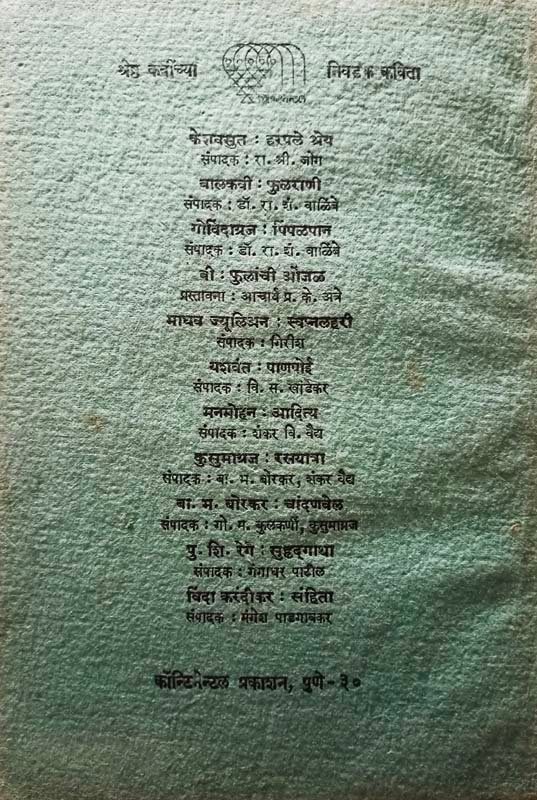 श्रेष्ठ कवींच्या निवडक कविता
केशवसुत : हरपले श्रेय
संपादक : रा. श्री. जोग
बालकवी : फुलराणी
संपादक : डॉ. रा. शं. वाळिंबे
गोविंदाग्रज : पिंपळपान
संपादक : डॉ. रा. शं. वाळिंबे
बी : फुलांची ओंजळ
प्रस्तावना : आचार्य प्र. के. अत्रे
माधव ज्यूलिअन : स्वप्नलहरी
संपादक : गिरीश
यशवंत : पाणपोई
संपादक : वि. स. खांडेकर
मनमोहन : आदित्य
संपादक : शंकर वि. वैद्य
कुसुमाग्रज : रसयात्रा
संपादक : बा. भ. बोरकर, शंकर वैद्य
बा. भ. बोरकर : चांदणवेल
संपादक : गो. म. कुलकर्णी, कुसुमाग्रज
पु. शि. रेगे : सुहृद्‌गाथा
संपादक : गंगाधर पाटील
विंदा करंदीकर : संहिता
संपादक : मंगेश पाडगावकर
कॉन्टिनेन्टल प्रकाशन, पुणे-३०